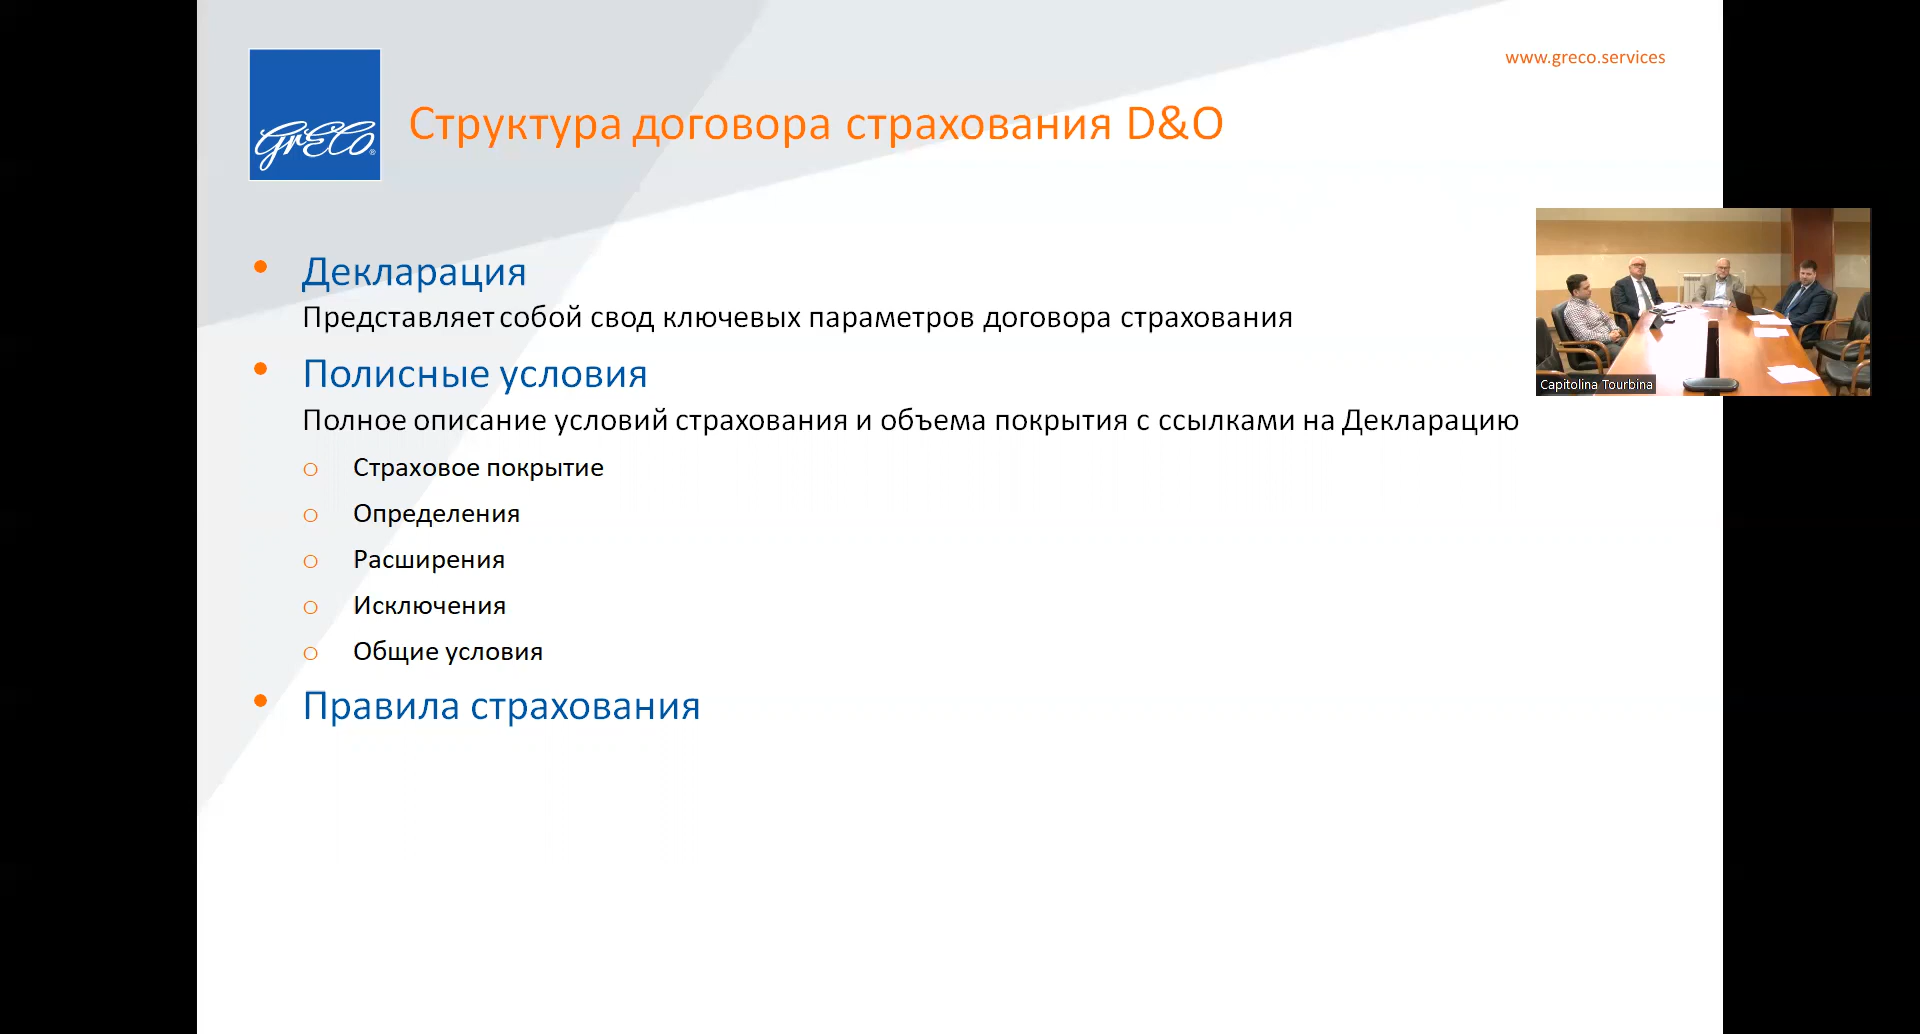 www.greco.services
GrECo®
Структура договора страхования D&O
• Декларация
Представляет собой свод ключевых параметров договора страхования
• Полисные условия
Полное описание условий страхования и объема покрытия с ссылками на Декларацию
o Страховое покрытие
o Определения
o Расширения
o Исключения
o Общие условия
• Правила страхования
Capitolina Tourbina